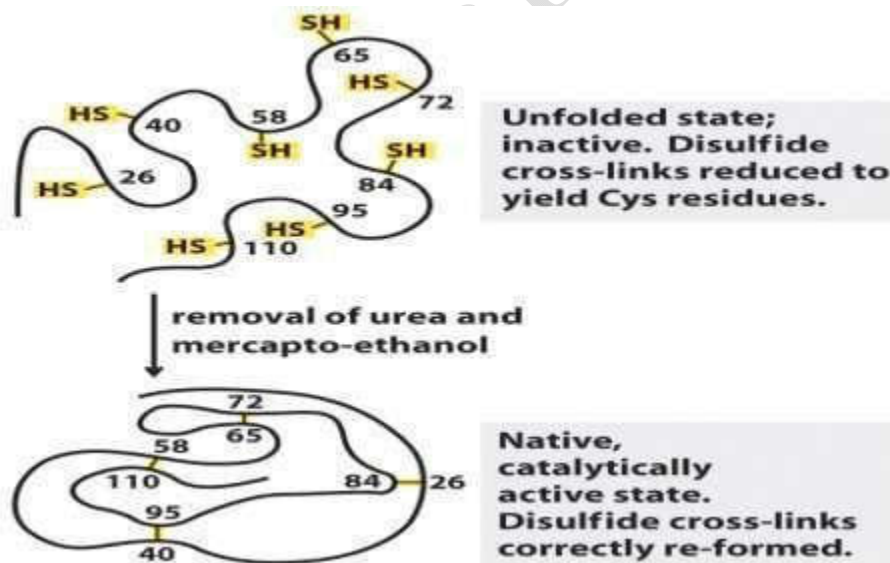 SH
65
HS
72
HS
40
58
SH
SH
84
HS
26
95
HS
HS
110
Unfolded state;
inactive. Disulfide
cross-links reduced to
yield Cys residues.
removal of urea and
mercapto-ethanol
72
65
58
110
84
26
95
40
Native,
catalytically
active state.
Disulfide cross-links
correctly re-formed.